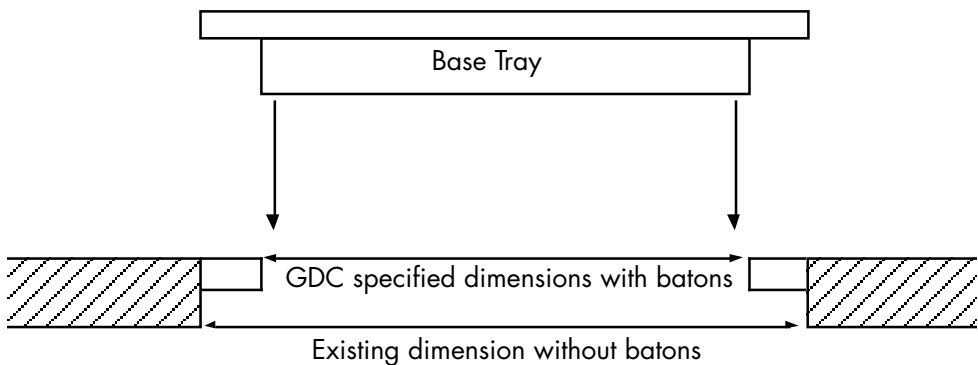 Base Tray
GDC specified dimensions with batons
Existing dimension without batons